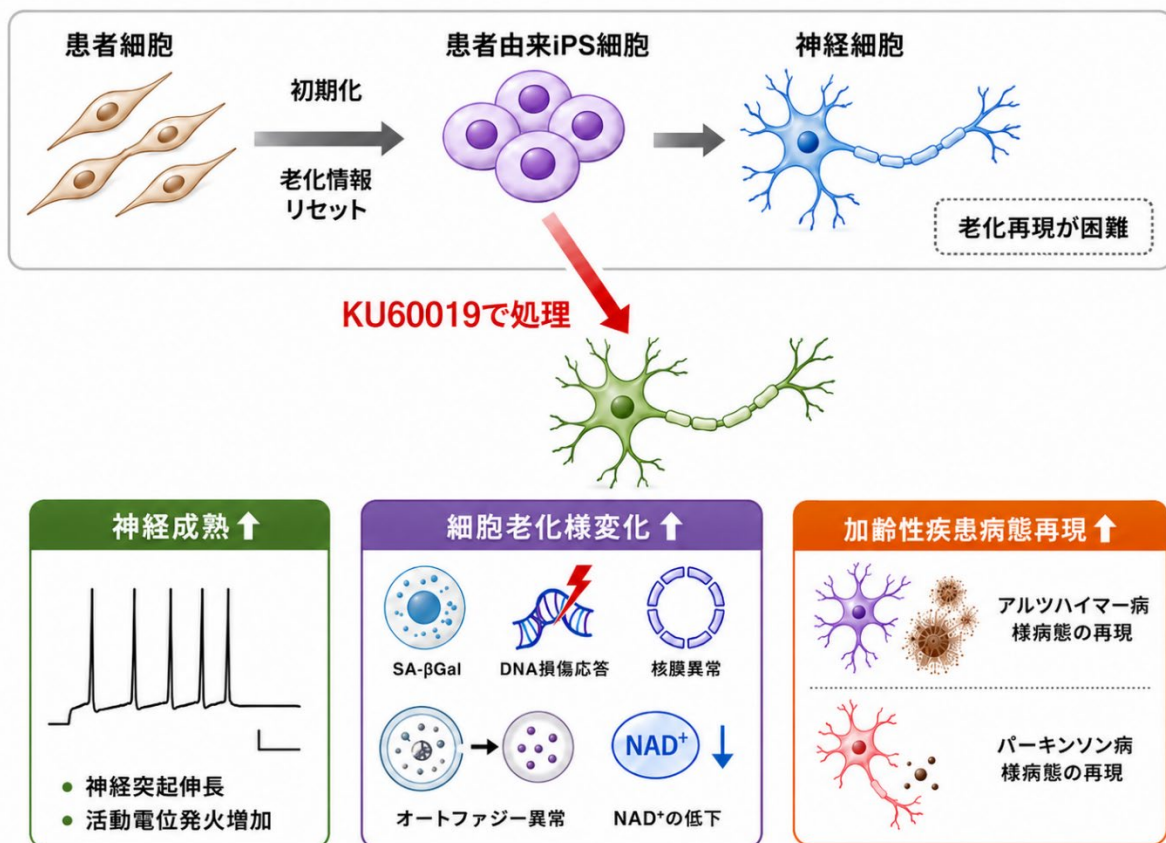 患者細胞
初期化
老化情報
リセット
患者由来iPS細胞
神経細胞
老化再現が困難
KU60019で処理
神経成熟
神経突起伸長
活動電位発火増加
細胞老化様変化
SA-βGal
DNA損傷応答
核膜異常
オートファジー異常
NAD⁺
NAD⁺の低下
加齢性疾患病態再現
アルツハイマー病
様病態の再現
パーキンソン病
様病態の再現